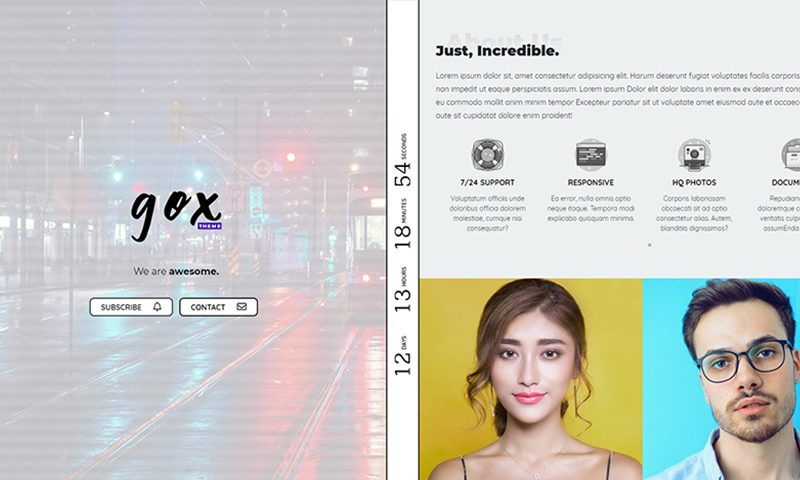 gox
THEME
We are awesome.
SUBSCRIBE
CONTACT
12 DAYS
13 HOURS
18 MINUTES
54 SECONDS
About Us
Just, Incredible.
Lorem ipsum dolor sit, amet consectetur adipisicing elit. Harum deserunt fugiat voluptates facilis corporis
non impedit ut eaque perspiciatis assum. Lorem Ipsum Dolor elit dolor laboris in enim ex ex deserunt cons
eu commodo mollit anim minim tempor Excepteur pariatur sit ut voluptate amet eiusmod aute et occaec
aute sit cupidatat dolore enim proident!
7/24 SUPPORT
Voluptatum officiis unde
doloribus officia dolorem
molestiae, cumque nisi
consequatur?
RESPONSIVE
Ea error, nulla omnis optio
neque itaque. Tempora modi
explicabo quisquam minima.
HQ PHOTOS
Corporis laboriosam
obcaecati sit ad optio
consectetur alias. Autem,
blanditiis dignissimos?
DOCUM
Repudian
doloremque c
veritatis culpa
assumEnda